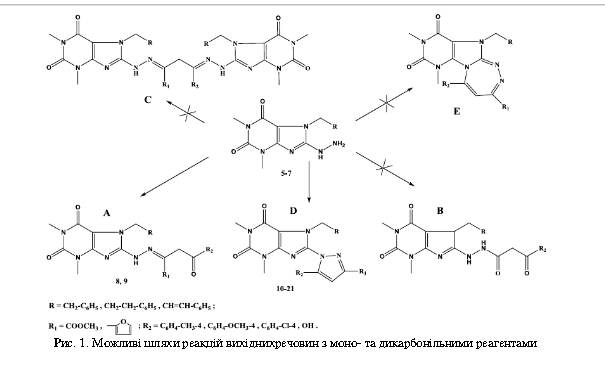 C
E
5-7
A
D
B
8, 9
10-21
R = CH₂-C₆H₅ , CH₂-CH₂-C₆H₅ , CH=CH-C₆H₅ ;
R₁ = COOCH₃ , O ; R₂ = C₆H₄-CH₃-4 , C₆H₄-OCH₃-4 , C₆H₄-Cl-4 , OH .
Рис. 1. Можливі шляхи реакцій вихіднихречовин з моно- та дикарбонільними реагентами